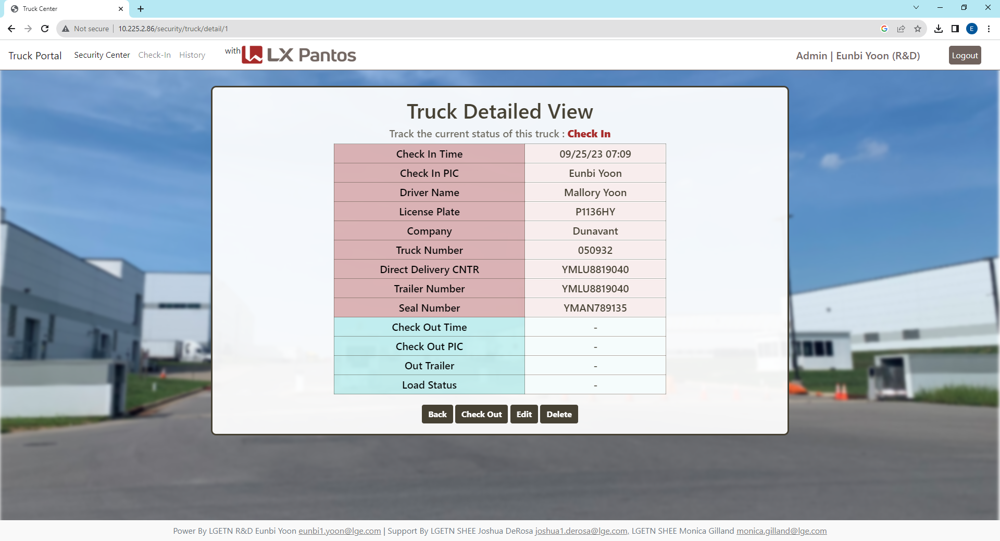 Truck Center
Not secure 10.225.2.86/security/truck/detail/1
E
Truck Portal Security Center Check-In History with LX Pantos Admin | Eunbi Yoon (R&D) Logout
Truck Detailed View
Track the current status of this truck : Check In
Check In Time 09/25/23 07:09
Check In PIC Eunbi Yoon
Driver Name Mallory Yoon
License Plate P1136HY
Company Dunavant
Truck Number 050932
Direct Delivery CNTR YMLU8819040
Trailer Number YMLU8819040
Seal Number YMAN789135
Check Out Time -
Check Out PIC -
Out Trailer -
Load Status -
Back Check Out Edit Delete
Power By LGETN R&D Eunbi Yoon eunbi1.yoon@lge.com | Support By LGETN SHEE Joshua DeRosa joshua1.derosa@lge.com, LGETN SHEE Monica Gilland monica.gilland@lge.com